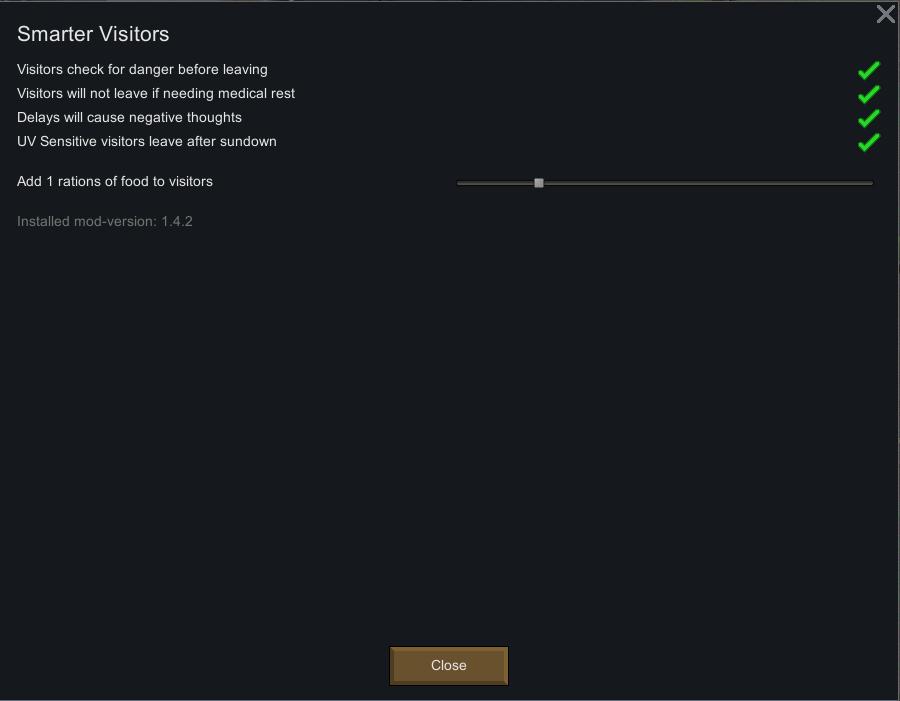 Smarter Visitors
Visitors check for danger before leaving
Visitors will not leave if needing medical rest
Delays will cause negative thoughts
UV Sensitive visitors leave after sundown
Add 1 rations of food to visitors
Installed mod-version: 1.4.2
Close